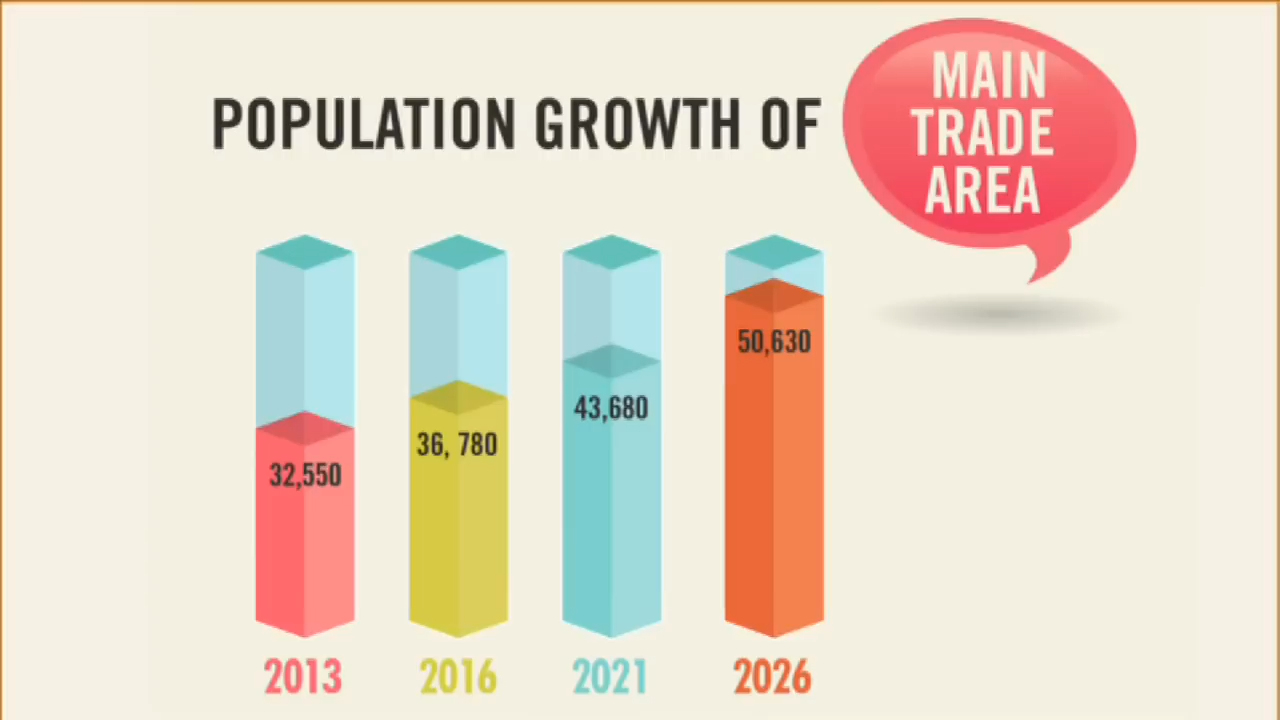 POPULATION GROWTH OF
MAIN
TRADE
AREA
32,550
36, 780
43,680
50,630
2013
2016
2021
2026